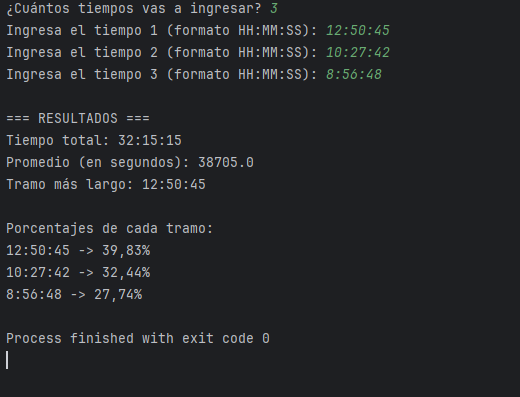 ¿Cuántos tiempos vas a ingresar? 3
Ingresa el tiempo 1 (formato HH:MM:SS): 12:50:45
Ingresa el tiempo 2 (formato HH:MM:SS): 10:27:42
Ingresa el tiempo 3 (formato HH:MM:SS): 8:56:48
=== RESULTADOS ===
Tiempo total: 32:15:15
Promedio (en segundos): 38705.0
Tramo más largo: 12:50:45
Porcentajes de cada tramo:
12:50:45 -> 39,83%
10:27:42 -> 32,44%
8:56:48 -> 27,74%
Process finished with exit code 0